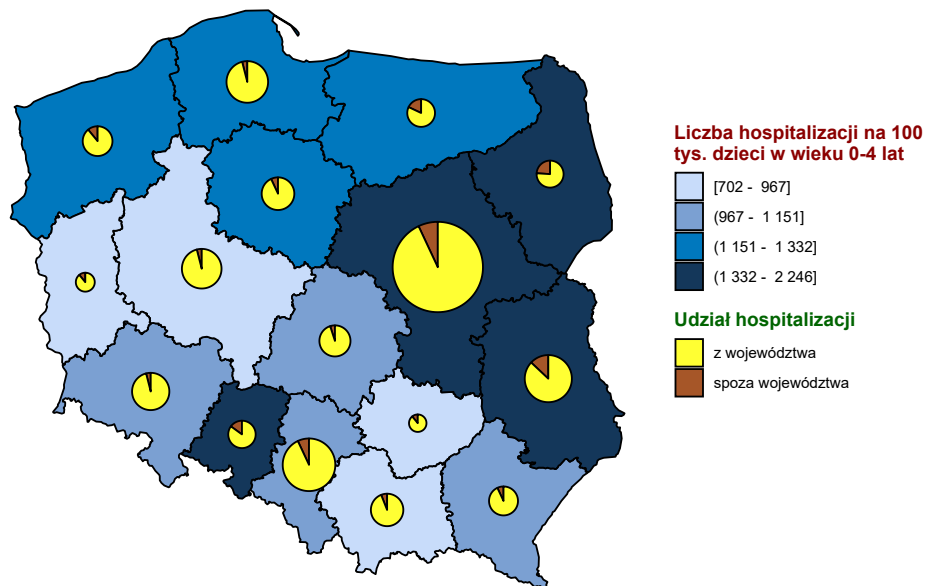 Liczba hospitalizacji na 100
tys. dzieci w wieku 0-4 lat
[702 - 967]
(967 - 1 151]
(1 151 - 1 332]
(1 332 - 2 246]
Udział hospitalizacji
z województwa
spoza województwa